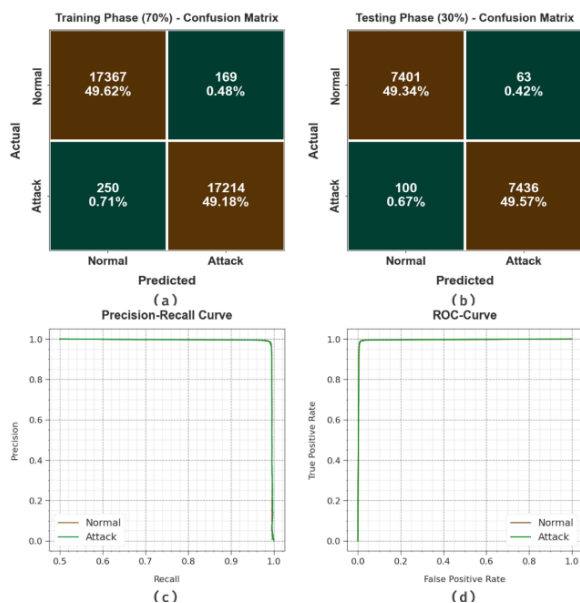 Training Phase (70%) - Confusion Matrix
Actual
Normal
17367
49.62%
169
0.48%
Attack
250
0.71%
17214
49.18%
Normal
Attack
Predicted
(a)
Testing Phase (30%) - Confusion Matrix
Actual
Normal
7401
49.34%
63
0.42%
Attack
100
0.67%
7436
49.57%
Normal
Attack
Predicted
(b)
Precision-Recall Curve
Precision
1.0
0.8
0.6
0.4
0.2
0.0
Normal
Attack
0.5
0.6
0.7
0.8
0.9
1.0
Recall
(c)
ROC-Curve
True Positive Rate
1.0
0.8
0.6
0.4
0.2
0.0
Normal
Attack
0.0
0.2
0.4
0.6
0.8
1.0
False Positive Rate
(d)